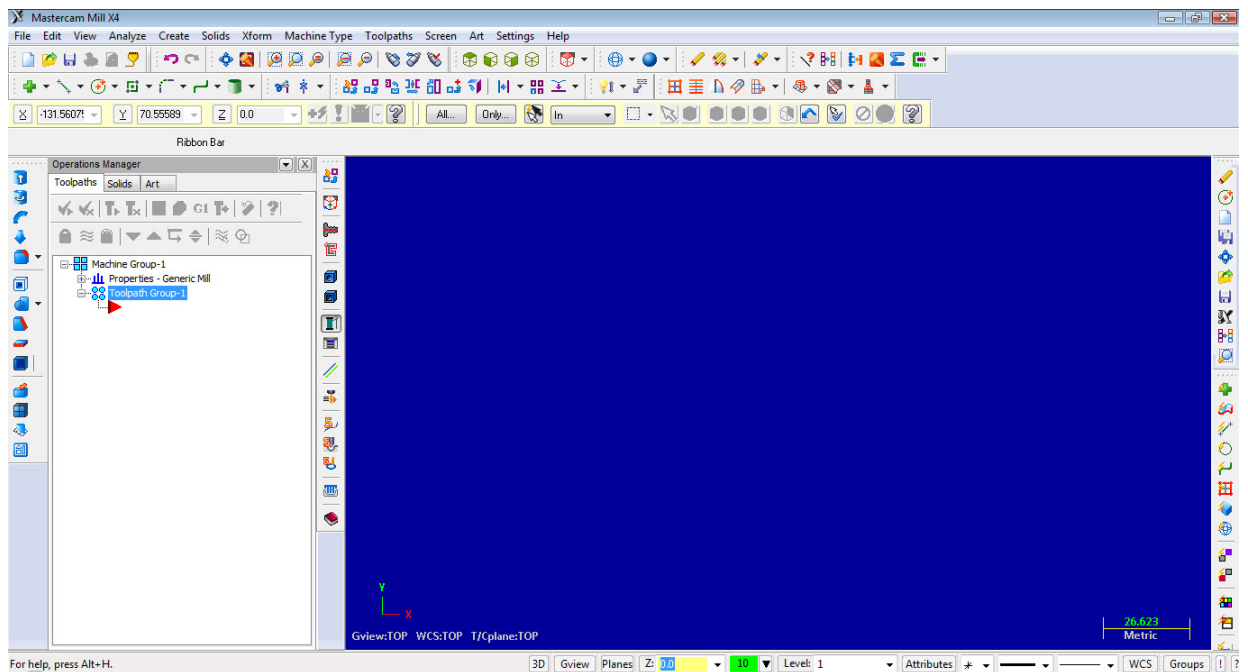 Mastercam Mill X4
File Edit View Analyze Create Solids Xform Machine Type Toolpaths Screen Art Settings Help
X -131.5607! Y 70.55589 Z 0.0 All... Only... In
Ribbon Bar
Operations Manager
Toolpaths Solids Art
G1
Machine Group-1
Properties - Generic Mill
Toolpath Group-1
Y
X
Gview:TOP WCS:TOP T/Cplane:TOP
26.623
Metric
For help, press Alt+H.
3D Gview Planes Z: 0.0 10 Level: 1 Attributes WCS Groups ! ?